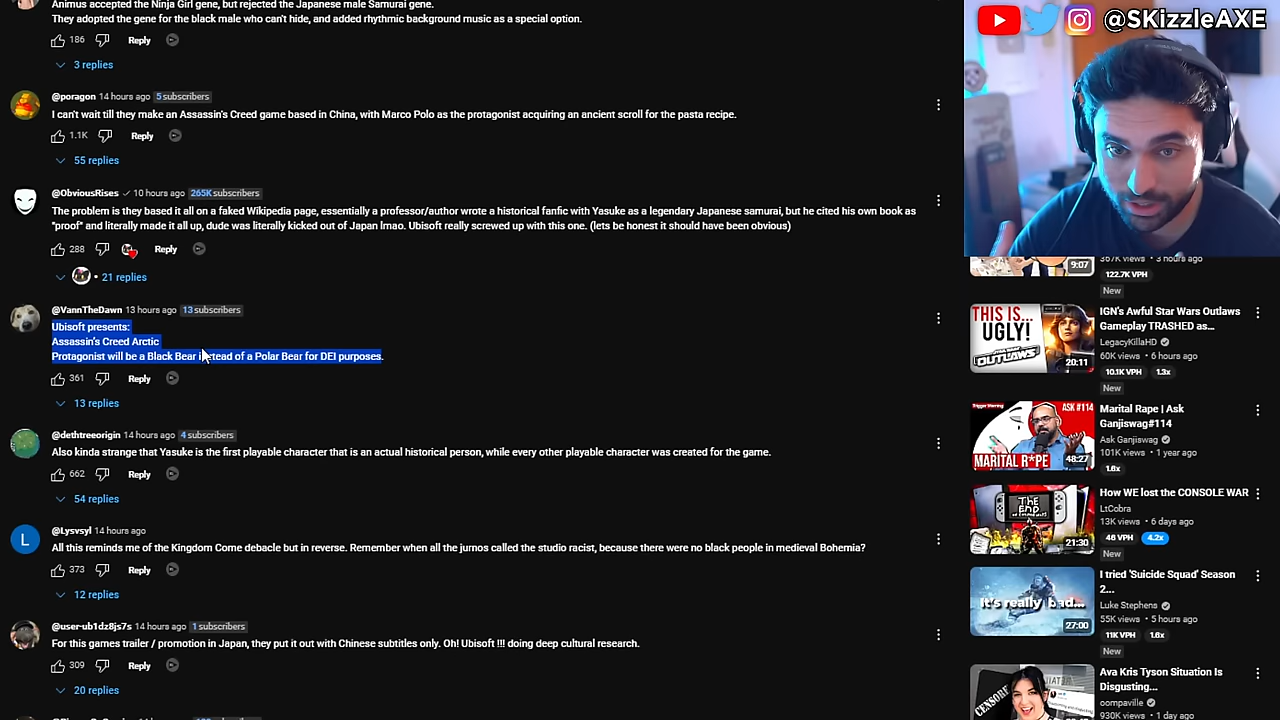 Animus accepted the Ninja Girl gene, but rejected the Japanese male Samurai gene.
They adopted the gene for the black male who can't hide, and added rhythmic background music as a special option.
186 Reply
3 replies
@poragon 14 hours ago 5 subscribers
I can't wait till they make an Assassin's Creed game based in China, with Marco Polo as the protagonist acquiring an ancient scroll for the pasta recipe.
1.1K Reply
55 replies
@ObviousRises 10 hours ago 265K subscribers
The problem is they based it all on a faked Wikipedia page, essentially a professor/author wrote a historical fanfic with Yasuke as a legendary Japanese samurai, but he cited his own book as
"proof" and literally made it all up, dude was literally kicked out of Japan lmao. Ubisoft really screwed up with this one. (lets be honest it should have been obvious)
288 Reply
21 replies
@VannTheDawn 13 hours ago 13 subscribers
Ubisoft presents:
Assassin's Creed Arctic
Protagonist will be a Black Bear instead of a Polar Bear for DEI purposes.
361 Reply
13 replies
@dethtreeorigin 14 hours ago 4 subscribers
Also kinda strange that Yasuke is the first playable character that is an actual historical person, while every other playable character was created for the game.
662 Reply
54 replies
L
@Lysvsyl 14 hours ago
All this reminds me of the Kingdom Come debacle but in reverse. Remember when all the jurnos called the studio racist, because there were no black people in medieval Bohemia?
373 Reply
12 replies
@user-ub1dz8js7s 14 hours ago 1 subscribers
For this games trailer / promotion in Japan, they put it out with Chinese subtitles only. Oh! Ubisoft !!! doing deep cultural research.
309 Reply
20 replies
@SKizzleAXE
9:07
367K views • 3 hours ago
122.7K VPH
New
THIS IS...
UGLY!
OUTLAWS
20:11
IGN's Awful Star Wars Outlaws
Gameplay TRASHED as...
LegacyKillaHD
60K views • 6 hours ago
10.1K VPH 1.3x
New
ASK #114
MARITAL R*PE
48:27
Marital Rape | Ask
Ganjiswag#114
Ask Ganjiswag
101K views • 1 year ago
1.6x
THE
END
21:30
How WE lost the CONSOLE WAR
LtCobra
13K views • 6 days ago
46 VPH 4.2x
New
It's really bad...
27:00
I tried 'Suicide Squad' Season
2...
Luke Stephens
55K views • 5 hours ago
11K VPH 1.6x
New
CENSORED
Ava Kris Tyson Situation Is
Disgusting...
oompaville
930K views • 1 day ago